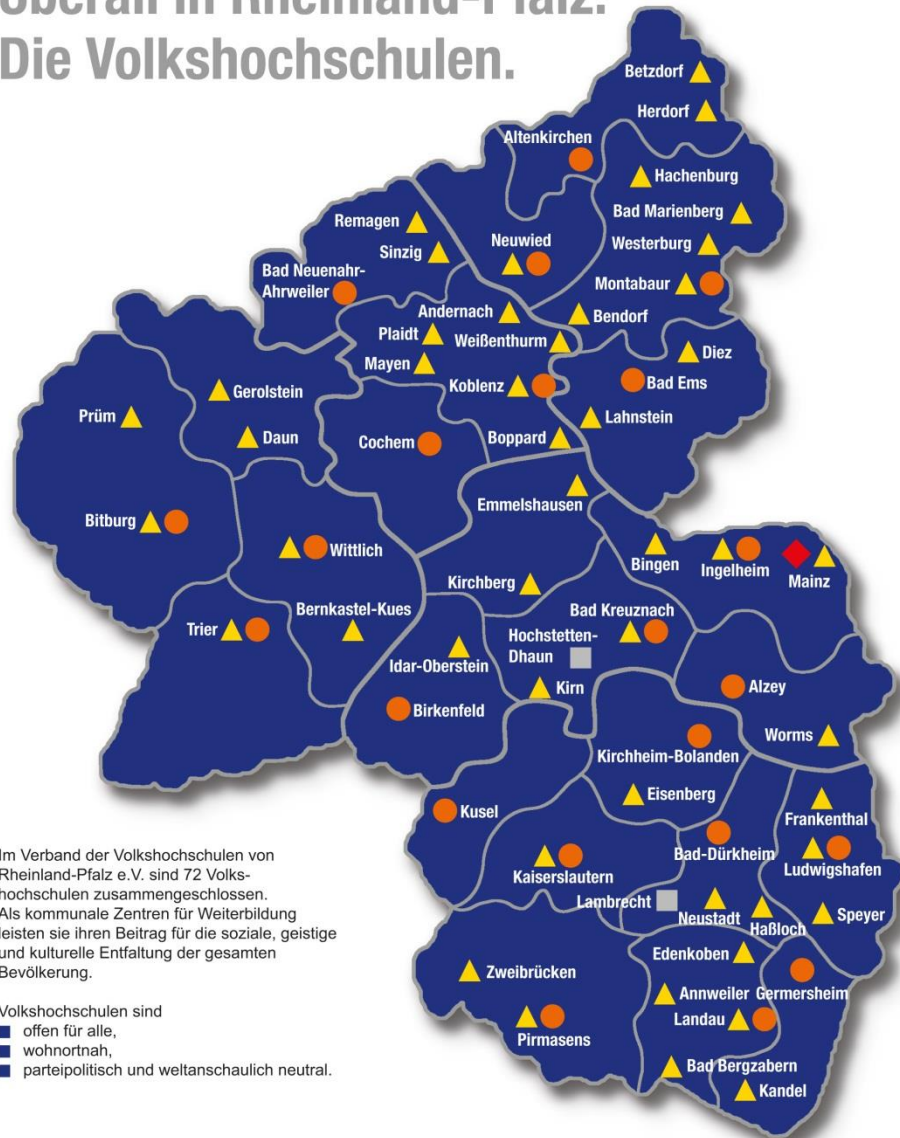 Überall in Rheinland-Pfalz.
Die Volkshochschulen.
Betzdorf
Herdorf
Altenkirchen
Hachenburg
Bad Marienberg
Remagen
Neuwied
Westerburg
Sinzig
Bad Neuenahr-
Ahrweiler
Montabaur
Andernach
Bendorf
Plaidt
Weißenthurm
Diez
Mayen
Koblenz
Bad Ems
Gerolstein
Prüm
Lahnstein
Daun
Cochem
Boppard
Emmelshausen
Bitburg
Wittlich
Bingen
Ingelheim
Mainz
Kirchberg
Bernkastel-Kues
Bad Kreuznach
Trier
Hochstetten-
Dhaun
Idar-Oberstein
Kirn
Alzey
Birkenfeld
Worms
Kirchheim-Bolanden
Eisenberg
Kusel
Frankenthal
Bad-Dürkheim
Ludwigshafen
Kaiserslautern
Lambrecht
Neustadt
Haßloch
Speyer
Edenkoben
Zweibrücken
Annweiler
Germersheim
Landau
Pirmasens
Bad Bergzabern
Kandel
Im Verband der Volkshochschulen von
Rheinland-Pfalz e.V. sind 72 Volks-
hochschulen zusammengeschlossen.
Als kommunale Zentren für Weiterbildung
leisten sie ihren Beitrag für die soziale, geistige
und kulturelle Entfaltung der gesamten
Bevölkerung.
Volkshochschulen sind
offen für alle,
wohnortnah,
parteipolitisch und weltanschaulich neutral.